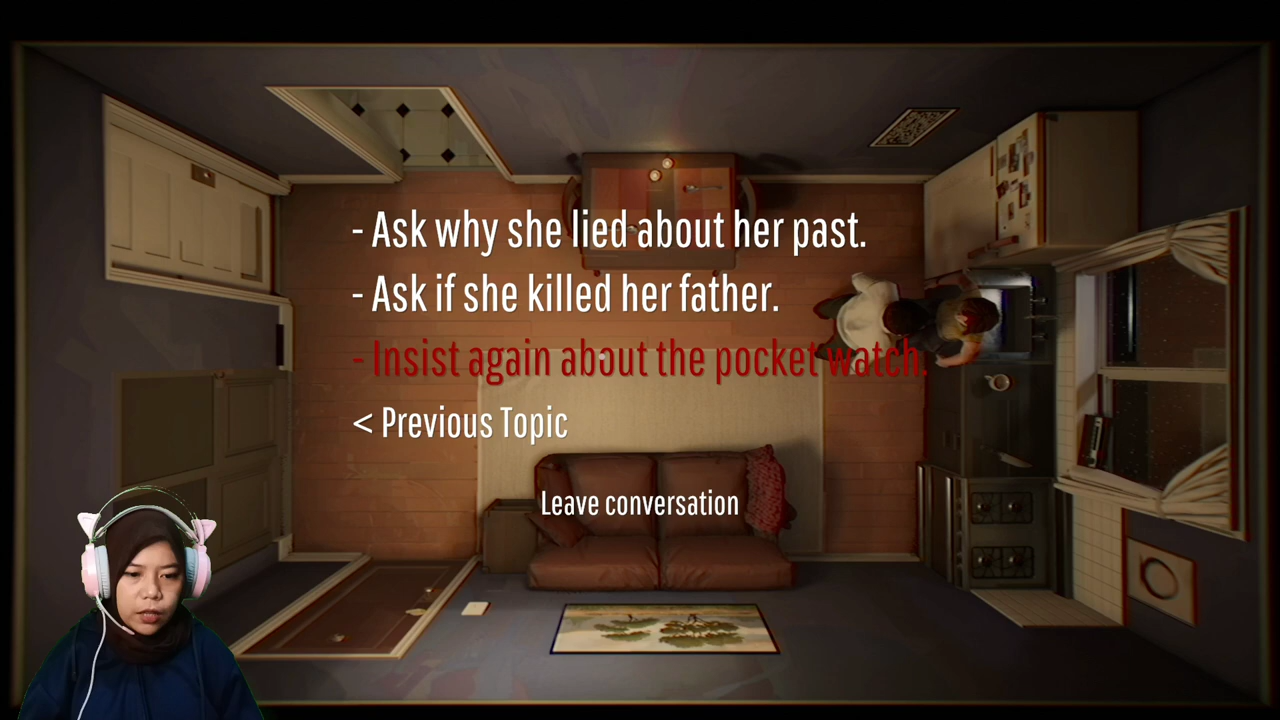 - Ask why she lied about her past.
- Ask if she killed her father.
- Insist again about the pocket watch.
< Previous Topic
Leave conversation